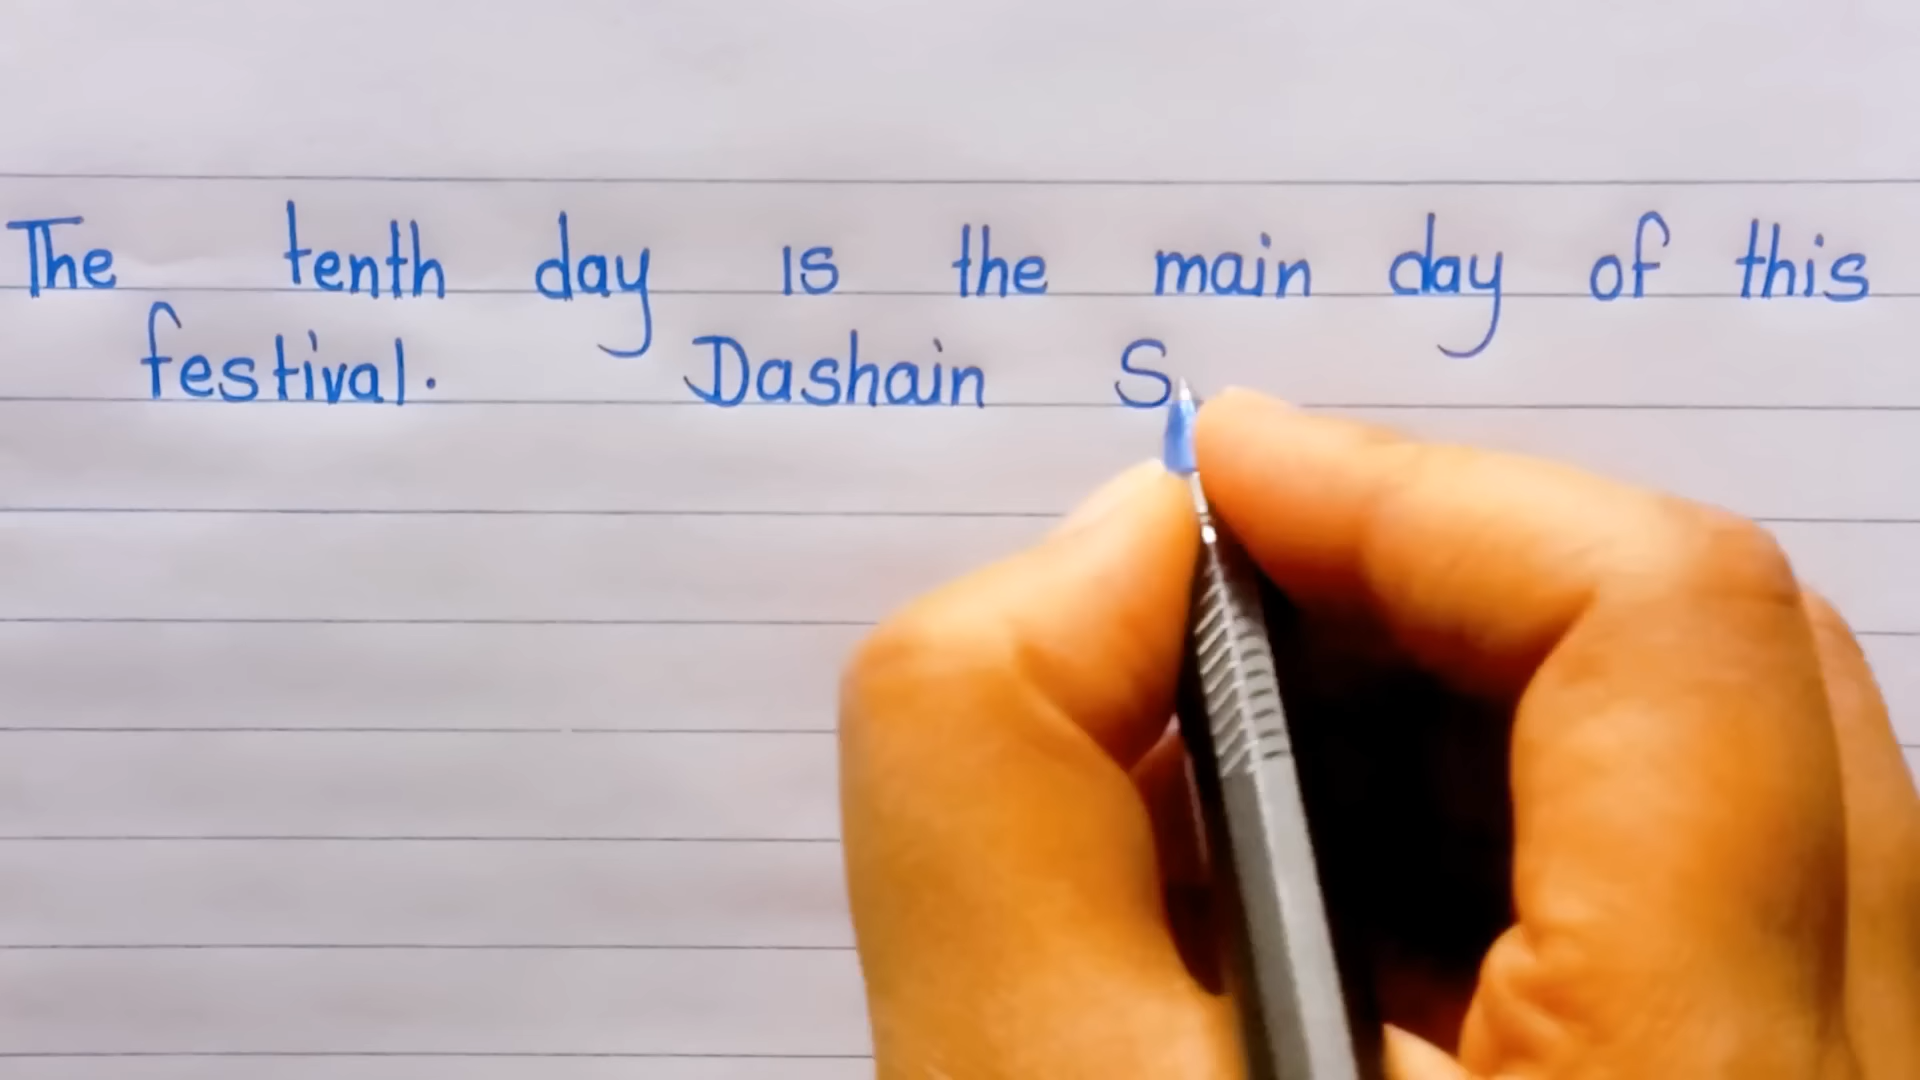 The tenth day is the main day of this
festival. Dashain S